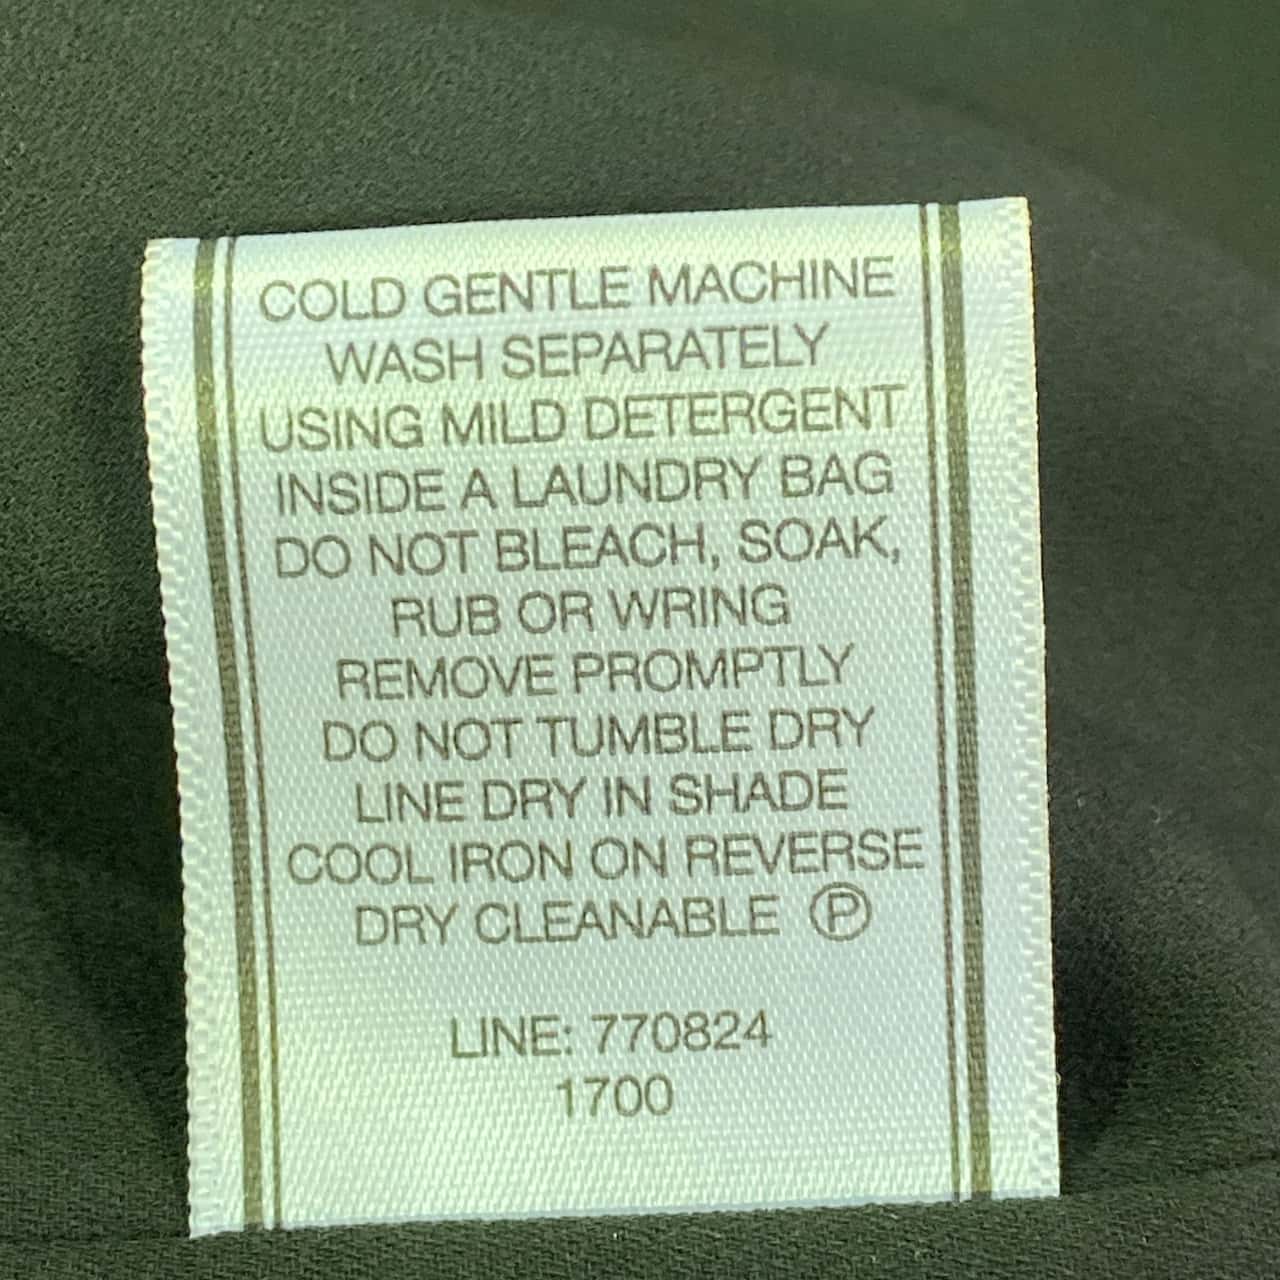 COLD GENTLE MACHINE
WASH SEPARATELY
USING MILD DETERGENT
INSIDE A LAUNDRY BAG
DO NOT BLEACH, SOAK,
RUB OR WRING
REMOVE PROMPTLY
DO NOT TUMBLE DRY
LINE DRY IN SHADE
COOL IRON ON REVERSE
DRY CLEANABLE Ⓟ
LINE: 770824
1700